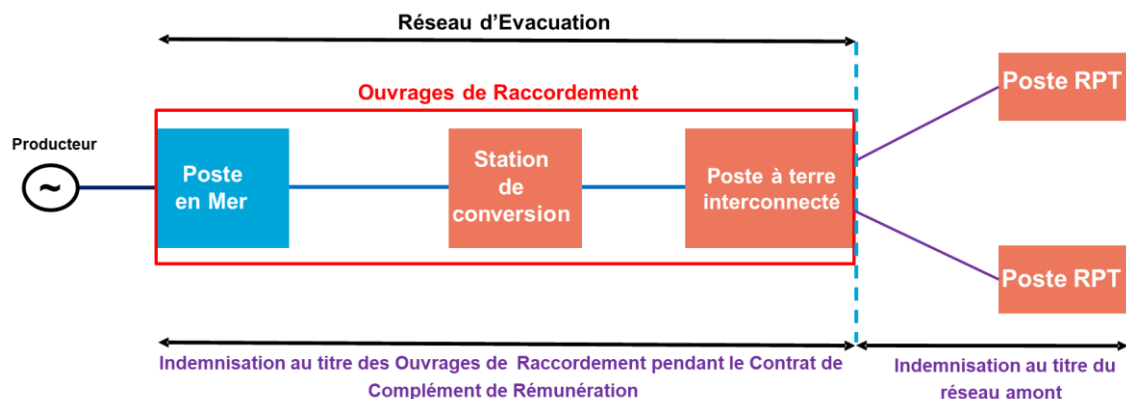 Réseau d'Evacuation
Ouvrages de Raccordement
Poste RPT
Producteur
~
Poste
en Mer
Station
de
conversion
Poste à terre
interconnecté
Poste RPT
Indemnisation au titre des Ouvrages de Raccordement pendant le Contrat de
Complément de Rémunération
Indemnisation au titre du
réseau amont